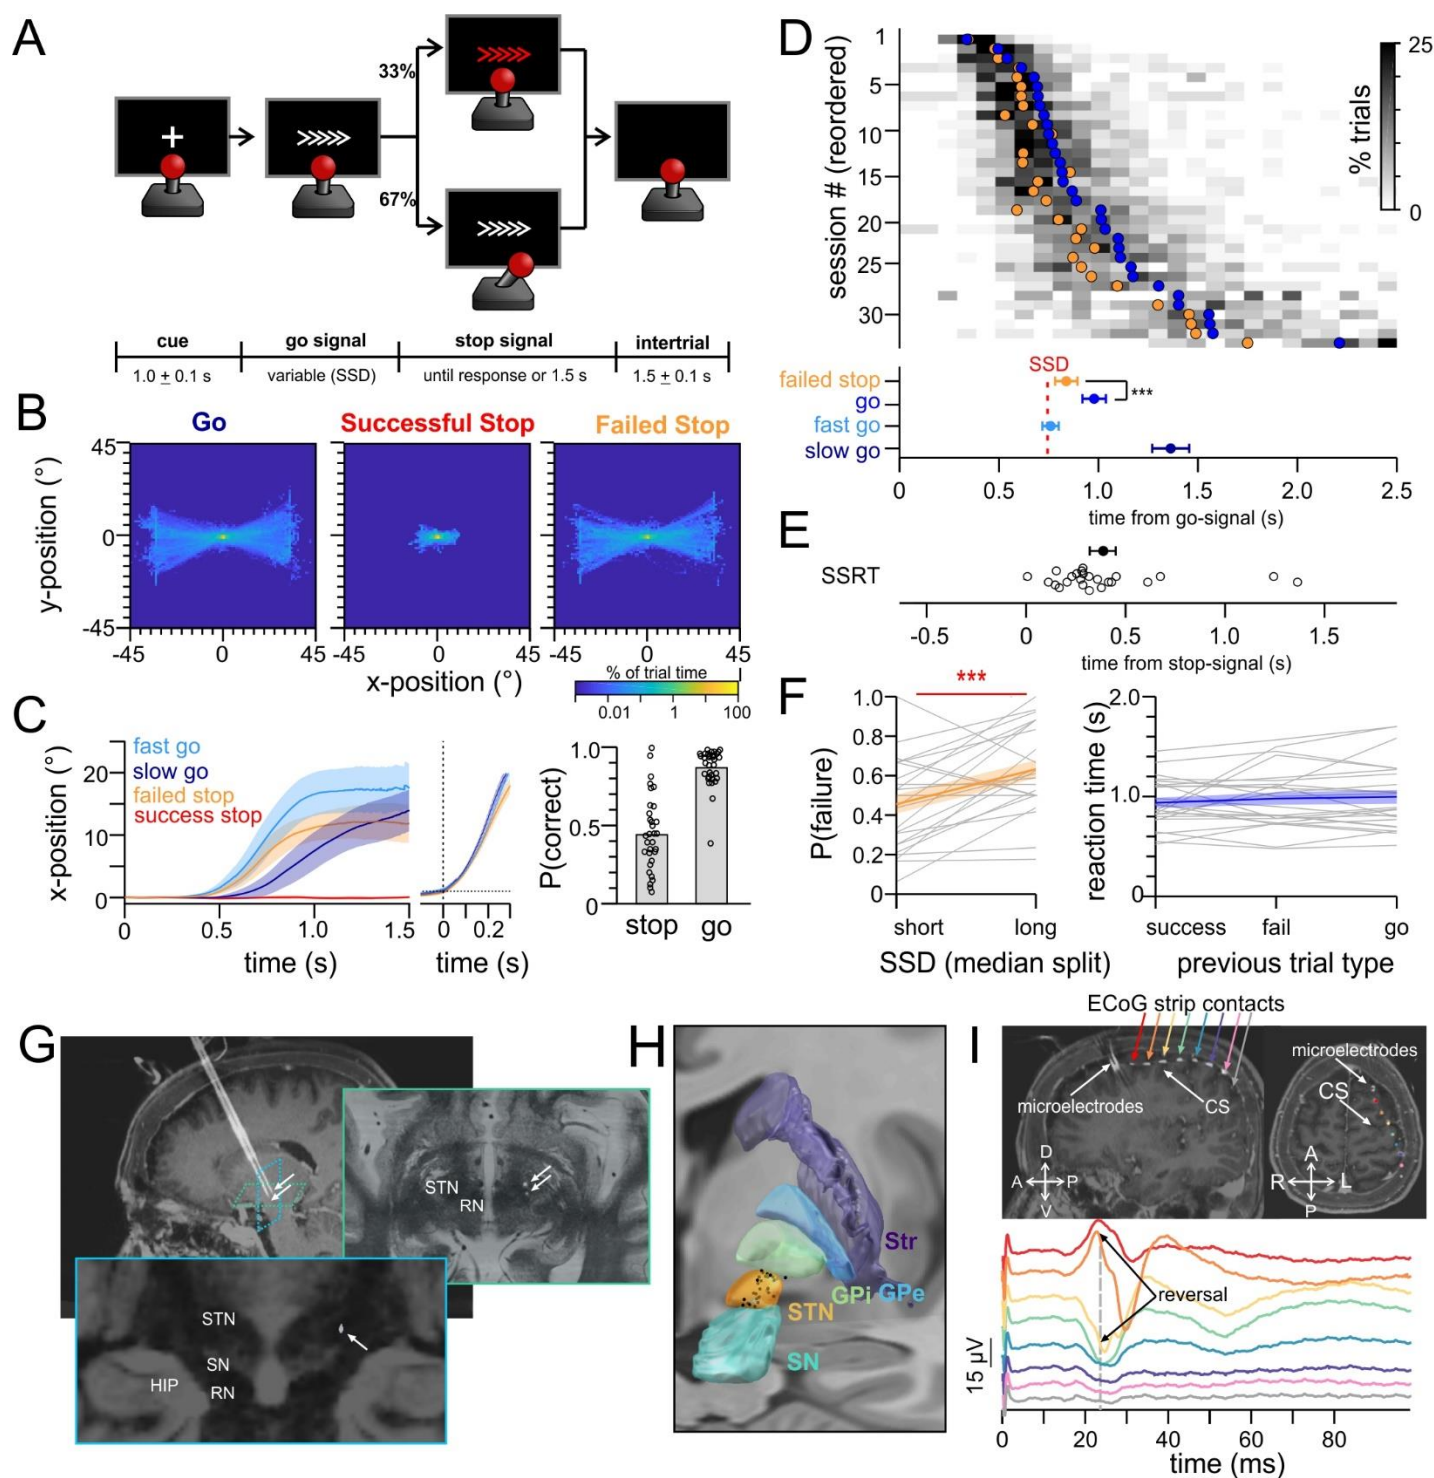 A
33%
67%
cue
go signal
stop signal
intertrial
1.0 ± 0.1 s
variable (SSD)
until response or 1.5 s
1.5 ± 0.1 s
B
Go
Successful Stop
Failed Stop
y-position (°)
45
0
-45
-45
0
45
-45
0
45
-45
0
45
x-position (°)
% of trial time
0.01
1
100
C
x-position (°)
fast go
slow go
failed stop
success stop
20
10
0
0
0.5
1.0
1.5
time (s)
0
0.2
time (s)
P(correct)
1.0
0.5
0
stop
go
D
session # (reordered)
1
5
10
15
20
25
30
25
0
% trials
SSD
failed stop
go
fast go
slow go
***
0
0.5
1.0
1.5
2.0
2.5
time from go-signal (s)
E
SSRT
-0.5
0
0.5
1.0
1.5
time from stop-signal (s)
F
P(failure)
1.0
0.8
0.6
0.4
0.2
0
***
short
long
SSD (median split)
reaction time (s)
2.0
1.0
0
success
fail
go
previous trial type
G
STN
RN
STN
SN
HIP
RN
H
Str
GPi
GPe
STN
SN
I
ECoG strip contacts
microelectrodes
CS
D
A
P
V
microelectrodes
CS
A
R
L
P
reversal
15 µV
0
20
40
60
80
time (ms)